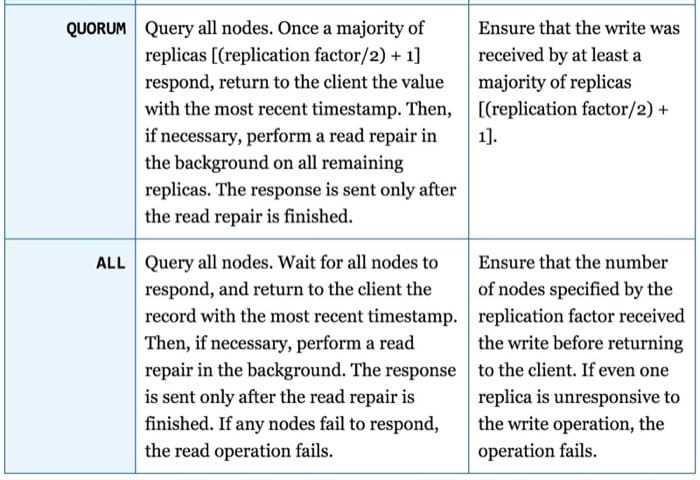 QUORUM
Query all nodes. Once a majority of
replicas [(replication factor/2) + 1]
respond, return to the client the value
with the most recent timestamp. Then,
if necessary, perform a read repair in
the background on all remaining
replicas. The response is sent only after
the read repair is finished.
Ensure that the write was
received by at least a
majority of replicas
[(replication factor/2) +
1].
ALL
Query all nodes. Wait for all nodes to
respond, and return to the client the
record with the most recent timestamp.
Then, if necessary, perform a read
repair in the background. The response
is sent only after the read repair is
finished. If any nodes fail to respond,
the read operation fails.
Ensure that the number
of nodes specified by the
replication factor received
the write before returning
to the client. If even one
replica is unresponsive to
the write operation, the
operation fails.